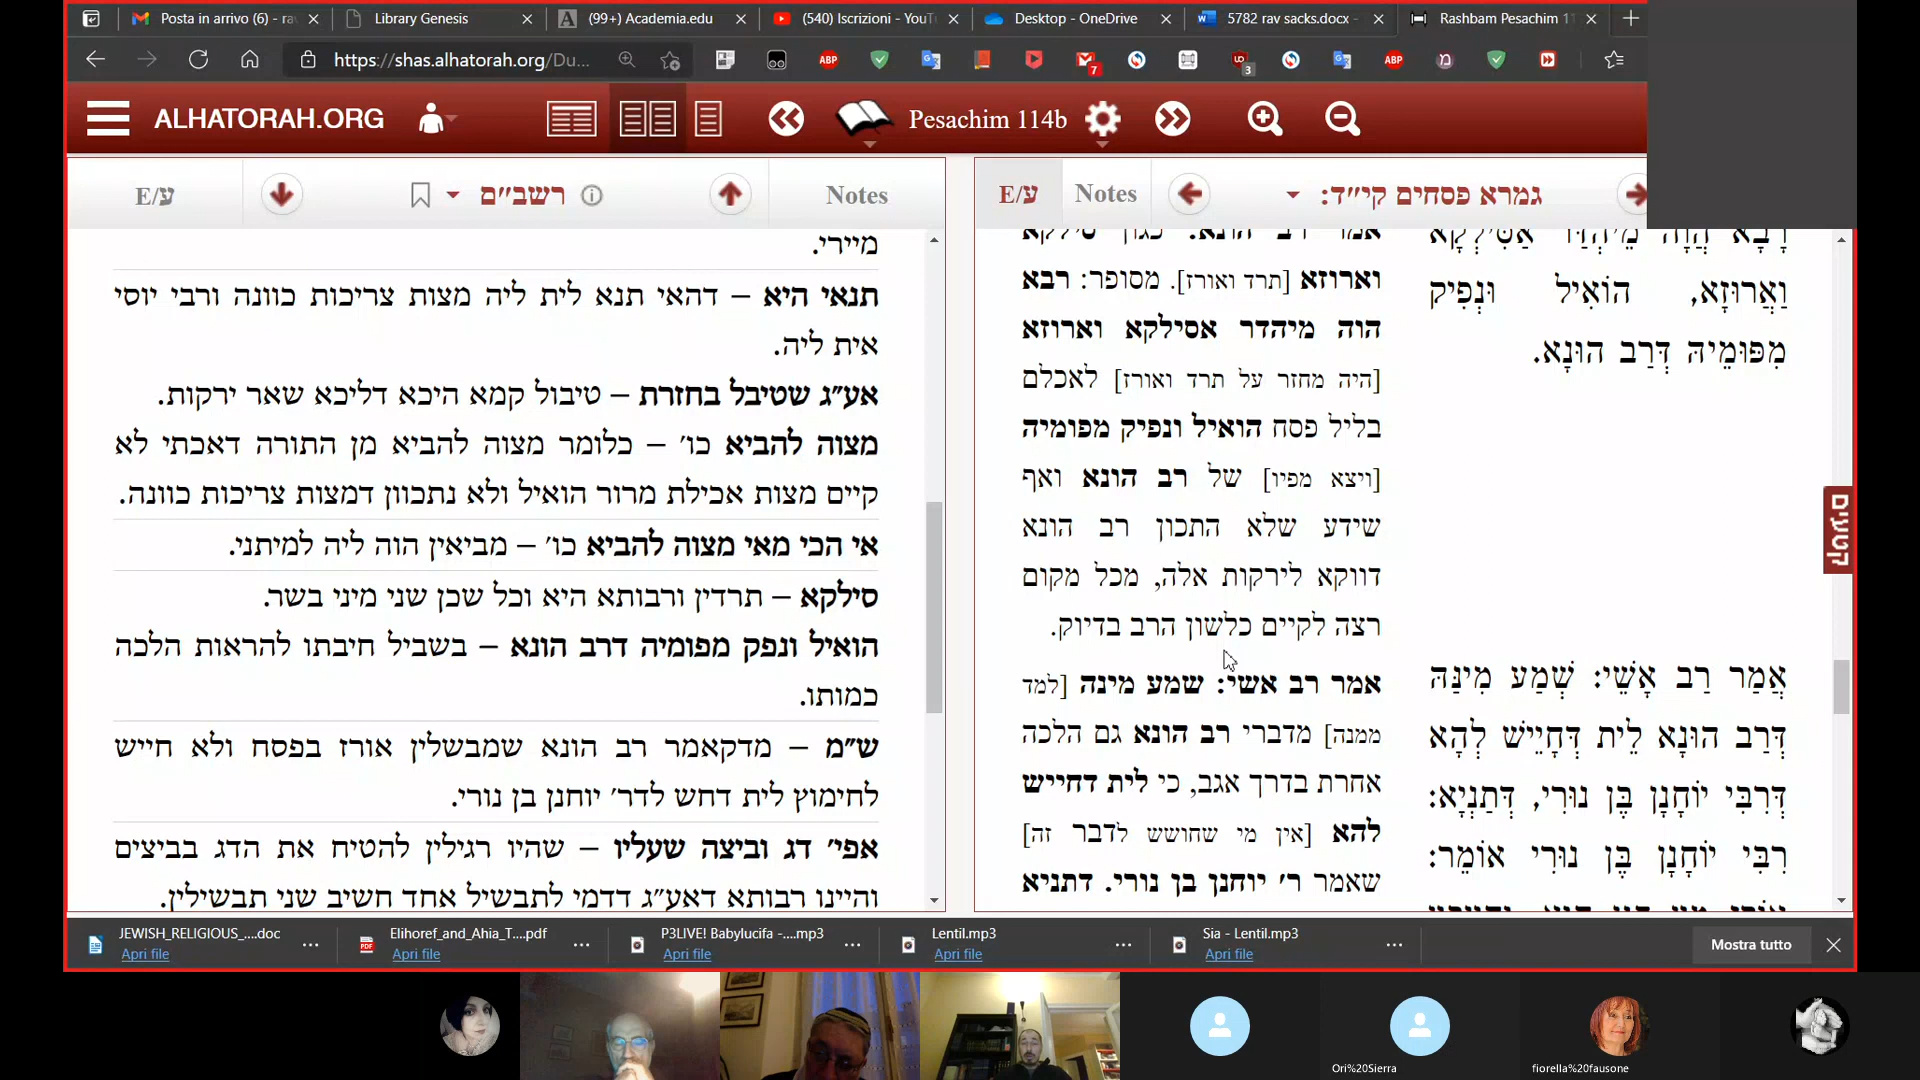 Posta in arrivo (6) - ra
Library Genesis
(99+) Academia.edu
(540) Iscrizioni - YouT
Desktop - OneDrive
5782 rav sacks.docx -
Rashbam Pesachim 11
https://shas.alhatorah.org/Du...
ALHATORAH.ORG
Pesachim 114b
E/ע
רשב״ם
Notes
E/ע
Notes
גמרא פסחים קי״ד:
מיירי.
תנאי היא – דהאי תנא לית ליה מצות צריכות כוונה ורבי יוסי
אית ליה.
אע״ג שטיבל בחזרת – טיבול קמא היכא דליכא שאר ירקות.
מצוה להביא כו׳ – כלומר מצוה להביא מן התורה דאכתי לא
קיים מצות אכילת מרור הואיל ולא נתכוון דמצות צריכות כוונה.
אי הכי מאי מצוה להביא כו׳ – מביאין הוה ליה למיתני.
סילקא – תרדין ורבותא היא וכל שכן שני מיני בשר.
הואיל ונפק מפומיה דרב הונא – בשביל חיבתו להראות הלכה
כמותו.
ש״מ – מדקאמר רב הונא שמבשלין אורז בפסח ולא חייש
לחימוץ לית דחש לדר׳ יוחנן בן נורי.
אפי׳ דג וביצה שעליו – שהיו רגילין להטיח את הדג בביצים
והיינו רבותא דאע״ג דדמי לתבשיל אחד חשיב שני תבשילין.
אמר רב הונא: כגון סילקא
וארוזא [תרד ואורז]. מסופר: רבא
הוה מיהדר אסילקא וארוזא
[היה מחזר על תרד ואורז] לאכלם
בליל פסח הואיל ונפיק מפומיה
[ויצא מפיו] של רב הונא ואף
שידע שלא התכון רב הונא
דווקא לירקות אלה, מכל מקום
רצה לקיים כלשון הרב בדיוק.
אמר רב אשי: שמע מינה [למד
ממנה] מדברי רב הונא גם הלכה
אחרת בדרך אגב, כי לית דחייש
להא [אין מי שחושש לדבר זה]
שאמר ר׳ יוחנן בן נורי. דתניא
רָבָא הֲוָה מֵיהְדַּר אַסִּילְקָא
וַאֲרוּזָא, הוֹאִיל וּנְפִיק
מִפּוּמֵיהּ דְּרַב הוּנָא.
אֲמַר רַב אָשֵׁי: שְׁמַע מִינַּהּ
דְּרַב הוּנָא לֵית דְּחָיֵישׁ לְהָא
דְּרִבִּי יוֹחָנָן בֶּן נוּרִי, דְּתַנְיָא:
רִבִּי יוֹחָנָן בֶּן נוּרִי אוֹמֵר:
קטעים
JEWISH_RELIGIOUS_....doc
Apri file
Elihoref_and_Ahia_T....pdf
Apri file
P3LIVE! Babylucifa -....mp3
Apri file
Lentil.mp3
Apri file
Sia - Lentil.mp3
Apri file
Mostra tutto
Ori%20Sierra
fiorella%20fausone